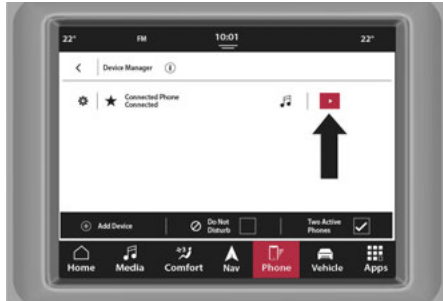 22° FM 10:01 22°
Device Manager
Connected Phone
Connected
Add Device Do Not Disturb Two Active Phones
Home Media Comfort Nav Phone Vehicle Apps